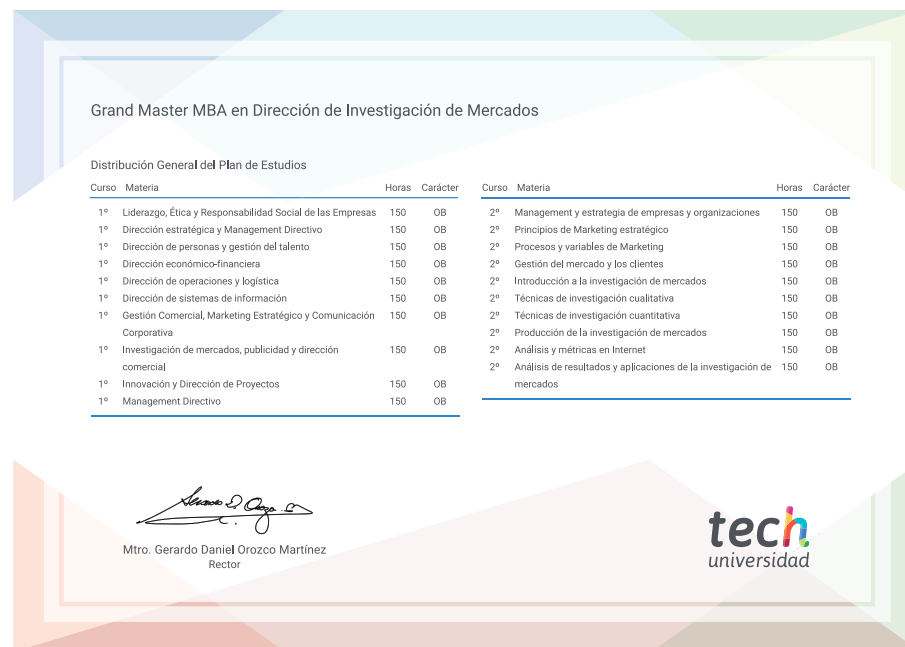 Grand Master MBA en Dirección de Investigación de Mercados
Distribución General del Plan de Estudios
Curso Materia Horas Carácter
1º Liderazgo, Ética y Responsabilidad Social de las Empresas 150 OB
1º Dirección estratégica y Management Directivo 150 OB
1º Dirección de personas y gestión del talento 150 OB
1º Dirección económico-financiera 150 OB
1º Dirección de operaciones y logística 150 OB
1º Dirección de sistemas de información 150 OB
1º Gestión Comercial, Marketing Estratégico y Comunicación 150 OB
Corporativa
1º Investigación de mercados, publicidad y dirección 150 OB
comercial
1º Innovación y Dirección de Proyectos 150 OB
1º Management Directivo 150 OB
Curso Materia Horas Carácter
2º Management y estrategia de empresas y organizaciones 150 OB
2º Principios de Marketing estratégico 150 OB
2º Procesos y variables de Marketing 150 OB
2º Gestión del mercado y los clientes 150 OB
2º Introducción a la investigación de mercados 150 OB
2º Técnicas de investigación cualitativa 150 OB
2º Técnicas de investigación cuantitativa 150 OB
2º Producción de la investigación de mercados 150 OB
2º Análisis y métricas en Internet 150 OB
2º Análisis de resultados y aplicaciones de la investigación de 150 OB
mercados
Mtro. Gerardo Daniel Orozco Martínez
Rector
tech
universidad